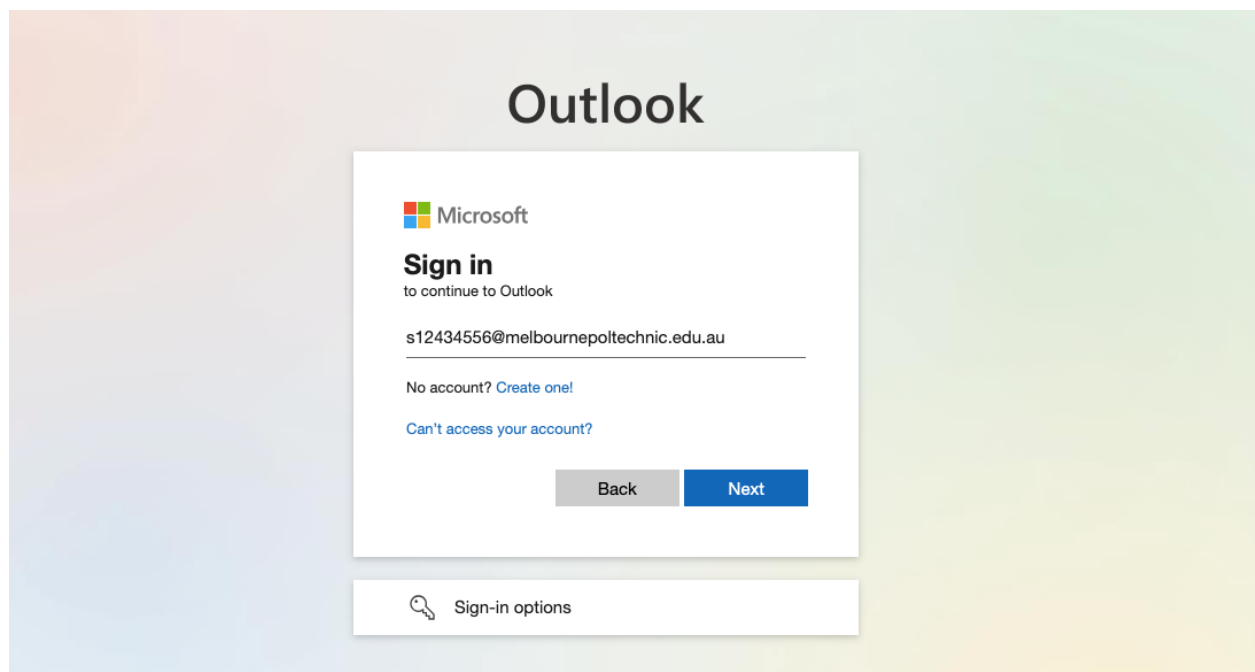 Outlook
Microsoft
Sign in
to continue to Outlook
s12434556@melbournepoltechnic.edu.au
No account? Create one!
Can't access your account?
Back Next
Sign-in options